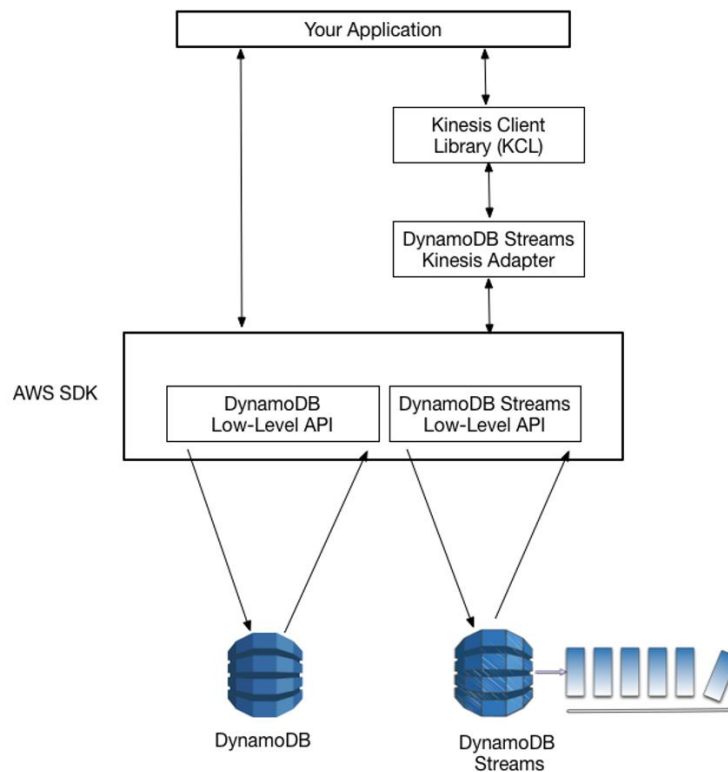 Your Application
Kinesis Client
Library (KCL)
DynamoDB Streams
Kinesis Adapter
AWS SDK
DynamoDB
Low-Level API
DynamoDB Streams
Low-Level API
DynamoDB
DynamoDB
Streams